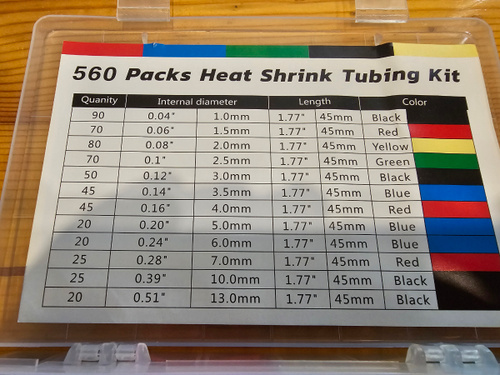 560 Packs Heat Shrink Tubing Kit
Quanity Internal diameter Length Color
90 0.04" 1.0mm 1.77" 45mm Black
70 0.06" 1.5mm 1.77" 45mm Red
80 0.08" 2.0mm 1.77" 45mm Yellow
70 0.1" 2.5mm 1.77" 45mm Green
50 0.12" 3.0mm 1.77" 45mm Black
45 0.14" 3.5mm 1.77" 45mm Blue
45 0.16" 4.0mm 1.77" 45mm Red
20 0.20" 5.0mm 1.77" 45mm Blue
20 0.24" 6.0mm 1.77" 45mm Blue
25 0.28" 7.0mm 1.77" 45mm Red
25 0.39" 10.0mm 1.77" 45mm Black
20 0.51" 13.0mm 1.77" 45mm Black